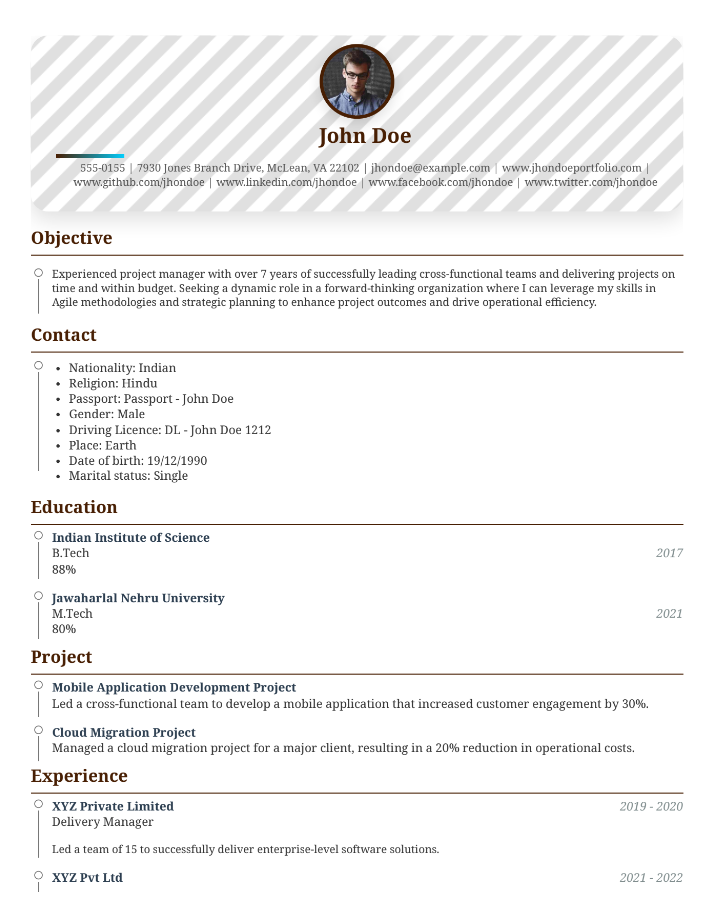 John Doe
555-0155 | 7930 Jones Branch Drive, McLean, VA 22102 | jhondoe@example.com | www.jhondoeportfolio.com |
www.github.com/jhondoe | www.linkedin.com/jhondoe | www.facebook.com/jhondoe | www.twitter.com/jhondoe
Objective
Experienced project manager with over 7 years of successfully leading cross-functional teams and delivering projects on
time and within budget. Seeking a dynamic role in a forward-thinking organization where I can leverage my skills in
Agile methodologies and strategic planning to enhance project outcomes and drive operational efficiency.
Contact
• Nationality: Indian
• Religion: Hindu
• Passport: Passport - John Doe
• Gender: Male
• Driving Licence: DL - John Doe 1212
• Place: Earth
• Date of birth: 19/12/1990
• Marital status: Single
Education
Indian Institute of Science
B.Tech 2017
88%
Jawaharlal Nehru University
M.Tech 2021
80%
Project
Mobile Application Development Project
Led a cross-functional team to develop a mobile application that increased customer engagement by 30%.
Cloud Migration Project
Managed a cloud migration project for a major client, resulting in a 20% reduction in operational costs.
Experience
XYZ Private Limited 2019 - 2020
Delivery Manager
Led a team of 15 to successfully deliver enterprise-level software solutions.
XYZ Pvt Ltd 2021 - 2022